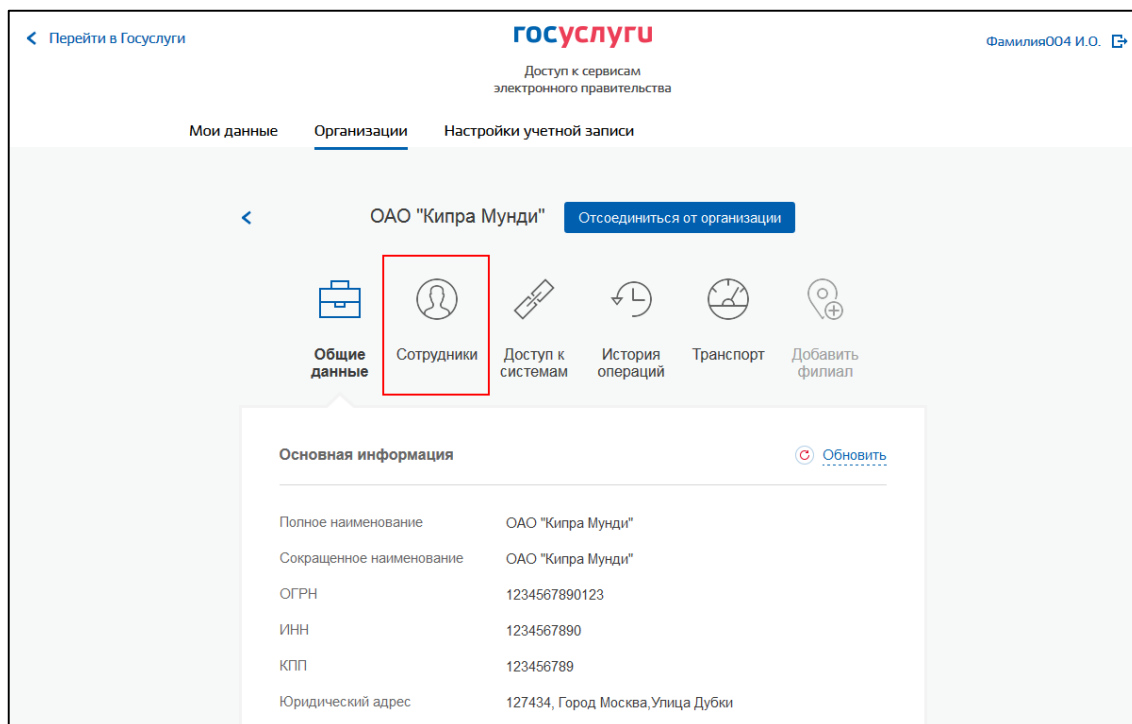 Перейти в Госуслуги
госуслуги
Фамилия004 И.О.
Доступ к сервисам
электронного правительства
Мои данные Организации Настройки учетной записи
ОАО "Кипра Мунди" Отсоединиться от организации
Общие данные
Сотрудники
Доступ к системам
История операций
Транспорт
Добавить филиал
Основная информация Обновить
Полное наименование ОАО "Кипра Мунди"
Сокращенное наименование ОАО "Кипра Мунди"
ОГРН 1234567890123
ИНН 1234567890
КПП 123456789
Юридический адрес 127434, Город Москва,Улица Дубки